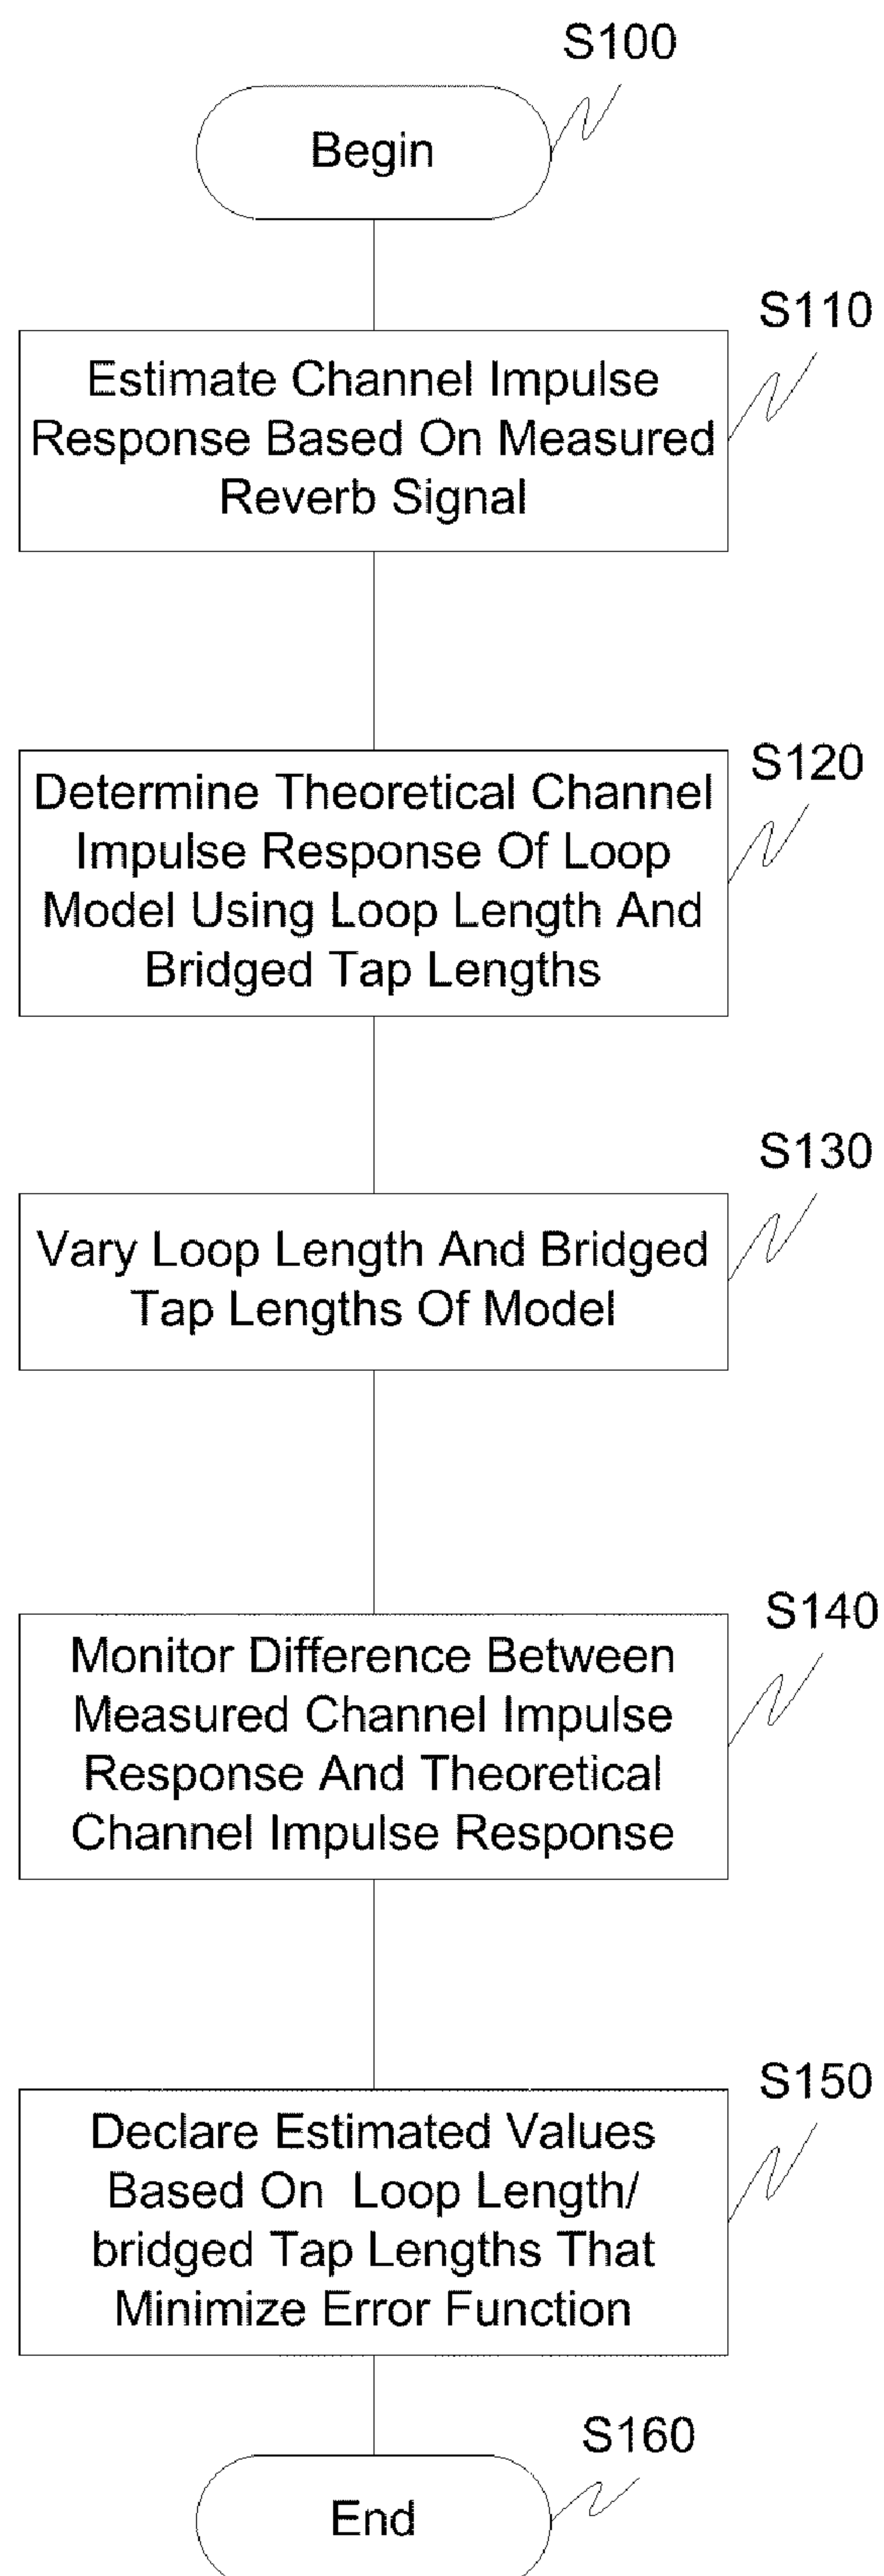 S100
Begin
S110
Estimate Channel Impulse
Response Based On Measured
Reverb Signal
S120
Determine Theoretical Channel
Impulse Response Of Loop
Model Using Loop Length And
Bridged Tap Lengths
S130
Vary Loop Length And Bridged
Tap Lengths Of Model
S140
Monitor Difference Between
Measured Channel Impulse
Response And Theoretical
Channel Impulse Response
S150
Declare Estimated Values
Based On Loop Length/
bridged Tap Lengths That
Minimize Error Function
S160
End